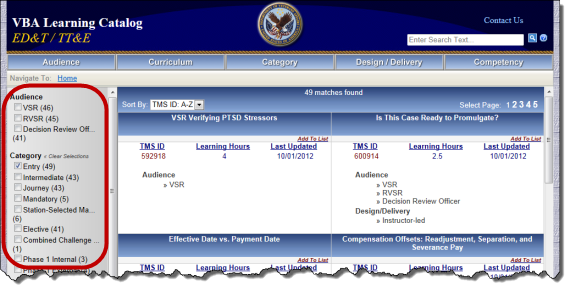 VBA Learning Catalog
ED&T / TT&E
Contact Us
Enter Search Text...
Audience Curriculum Category Design / Delivery Competency
Navigate To: Home
Audience
VSR (46)
RVSR (45)
Decision Review Off...
(41)
Category x Clear Selections
Entry (49)
Intermediate (43)
Journey (43)
Mandatory (5)
Station-Selected Ma...
(6)
Elective (41)
Combined Challenge ...
(1)
Phase 1 Internal (3)
49 matches found
Sort By: TMS ID: A-Z Select Page: 1 2 3 4 5
VSR Verifying PTSD Stressors
Add To List
TMS ID Learning Hours Last Updated
592918 4 10/01/2012
Audience
» VSR
Is This Case Ready to Promulgate?
Add To List
TMS ID Learning Hours Last Updated
600914 2.5 10/01/2012
Audience
» VSR
» RVSR
» Decision Review Officer
Design/Delivery
» Instructor-led
Effective Date vs. Payment Date
Add To List
TMS ID Learning Hours Last Updated
Compensation Offsets: Readjustment, Separation, and
Severance Pay
Add To List
TMS ID Learning Hours Last Updated